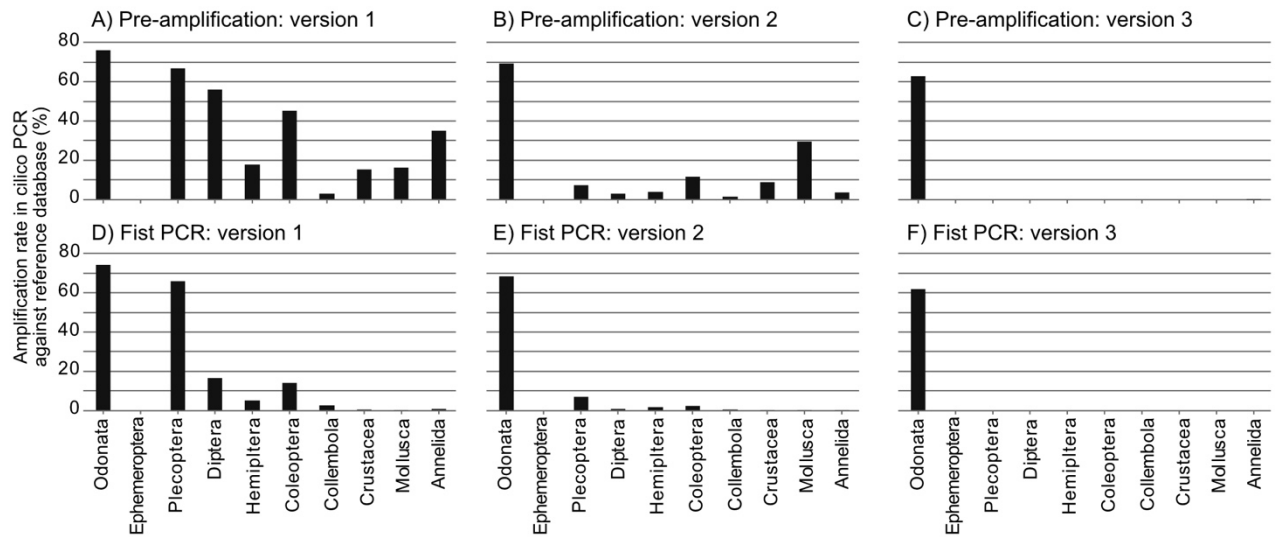 A) Pre-amplification: version 1
B) Pre-amplification: version 2
C) Pre-amplification: version 3
Amplification rate in cilico PCR
against reference database (%)
80
60
40
20
0
D) Fist PCR: version 1
E) Fist PCR: version 2
F) Fist PCR: version 3
80
60
40
20
0
Odonata
Ephemeroptera
Plecoptera
Diptera
Hemipltera
Coleoptera
Collembola
Crustacea
Mollusca
Annelida
Odonata
Ephemeroptera
Plecoptera
Diptera
Hemipltera
Coleoptera
Collembola
Crustacea
Mollusca
Annelida
Odonata
Ephemeroptera
Plecoptera
Diptera
Hemipltera
Coleoptera
Collembola
Crustacea
Mollusca
Annelida